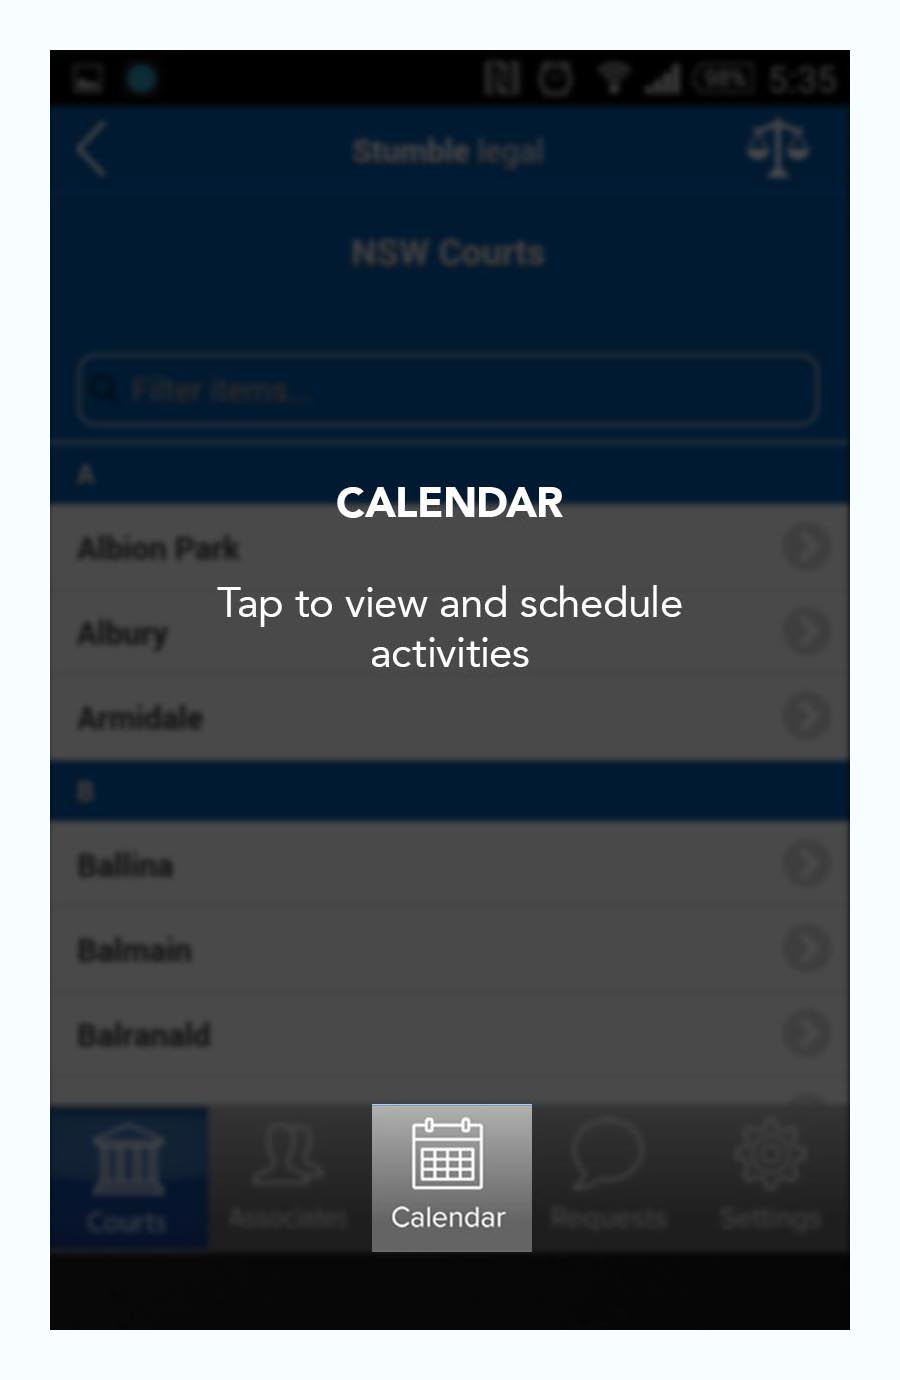 98%
5:35
Stumble legal
NSW Courts
Filter items...
A
CALENDAR
Albion Park
Tap to view and schedule
activities
Albury
Armidale
B
Ballina
Balmain
Balranald
Courts
Associates
Calendar
Requests
Settings